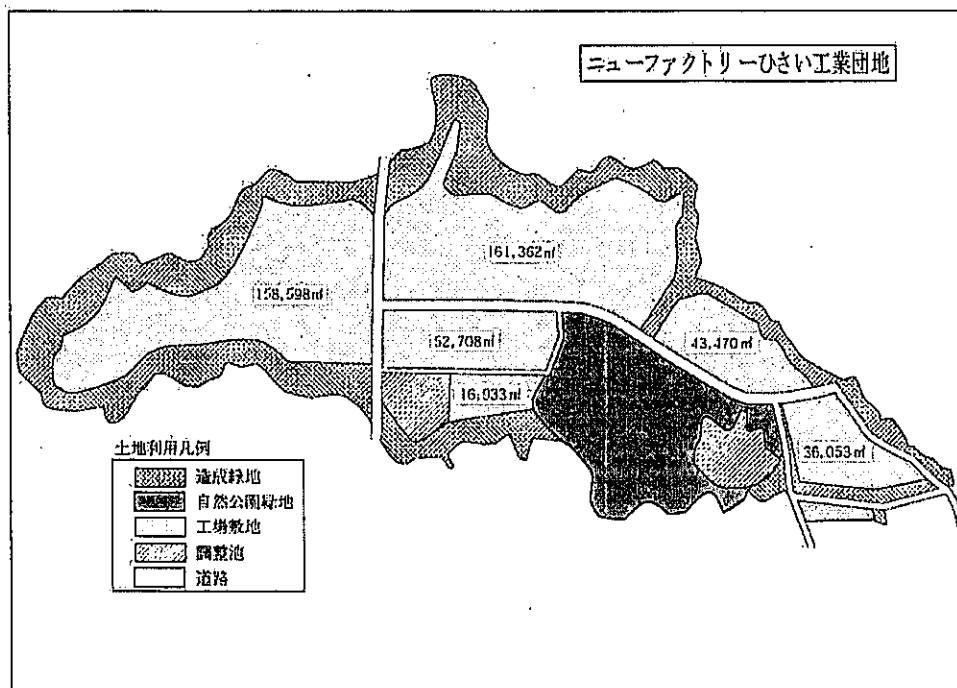 ニューファクトリーひさい工業団地
161,362㎡
158,598㎡
52,708㎡
43,470㎡
16,033㎡
36,053㎡
土地利用凡例
造成緑地
自然公園緑地
工場敷地
調整池
道路